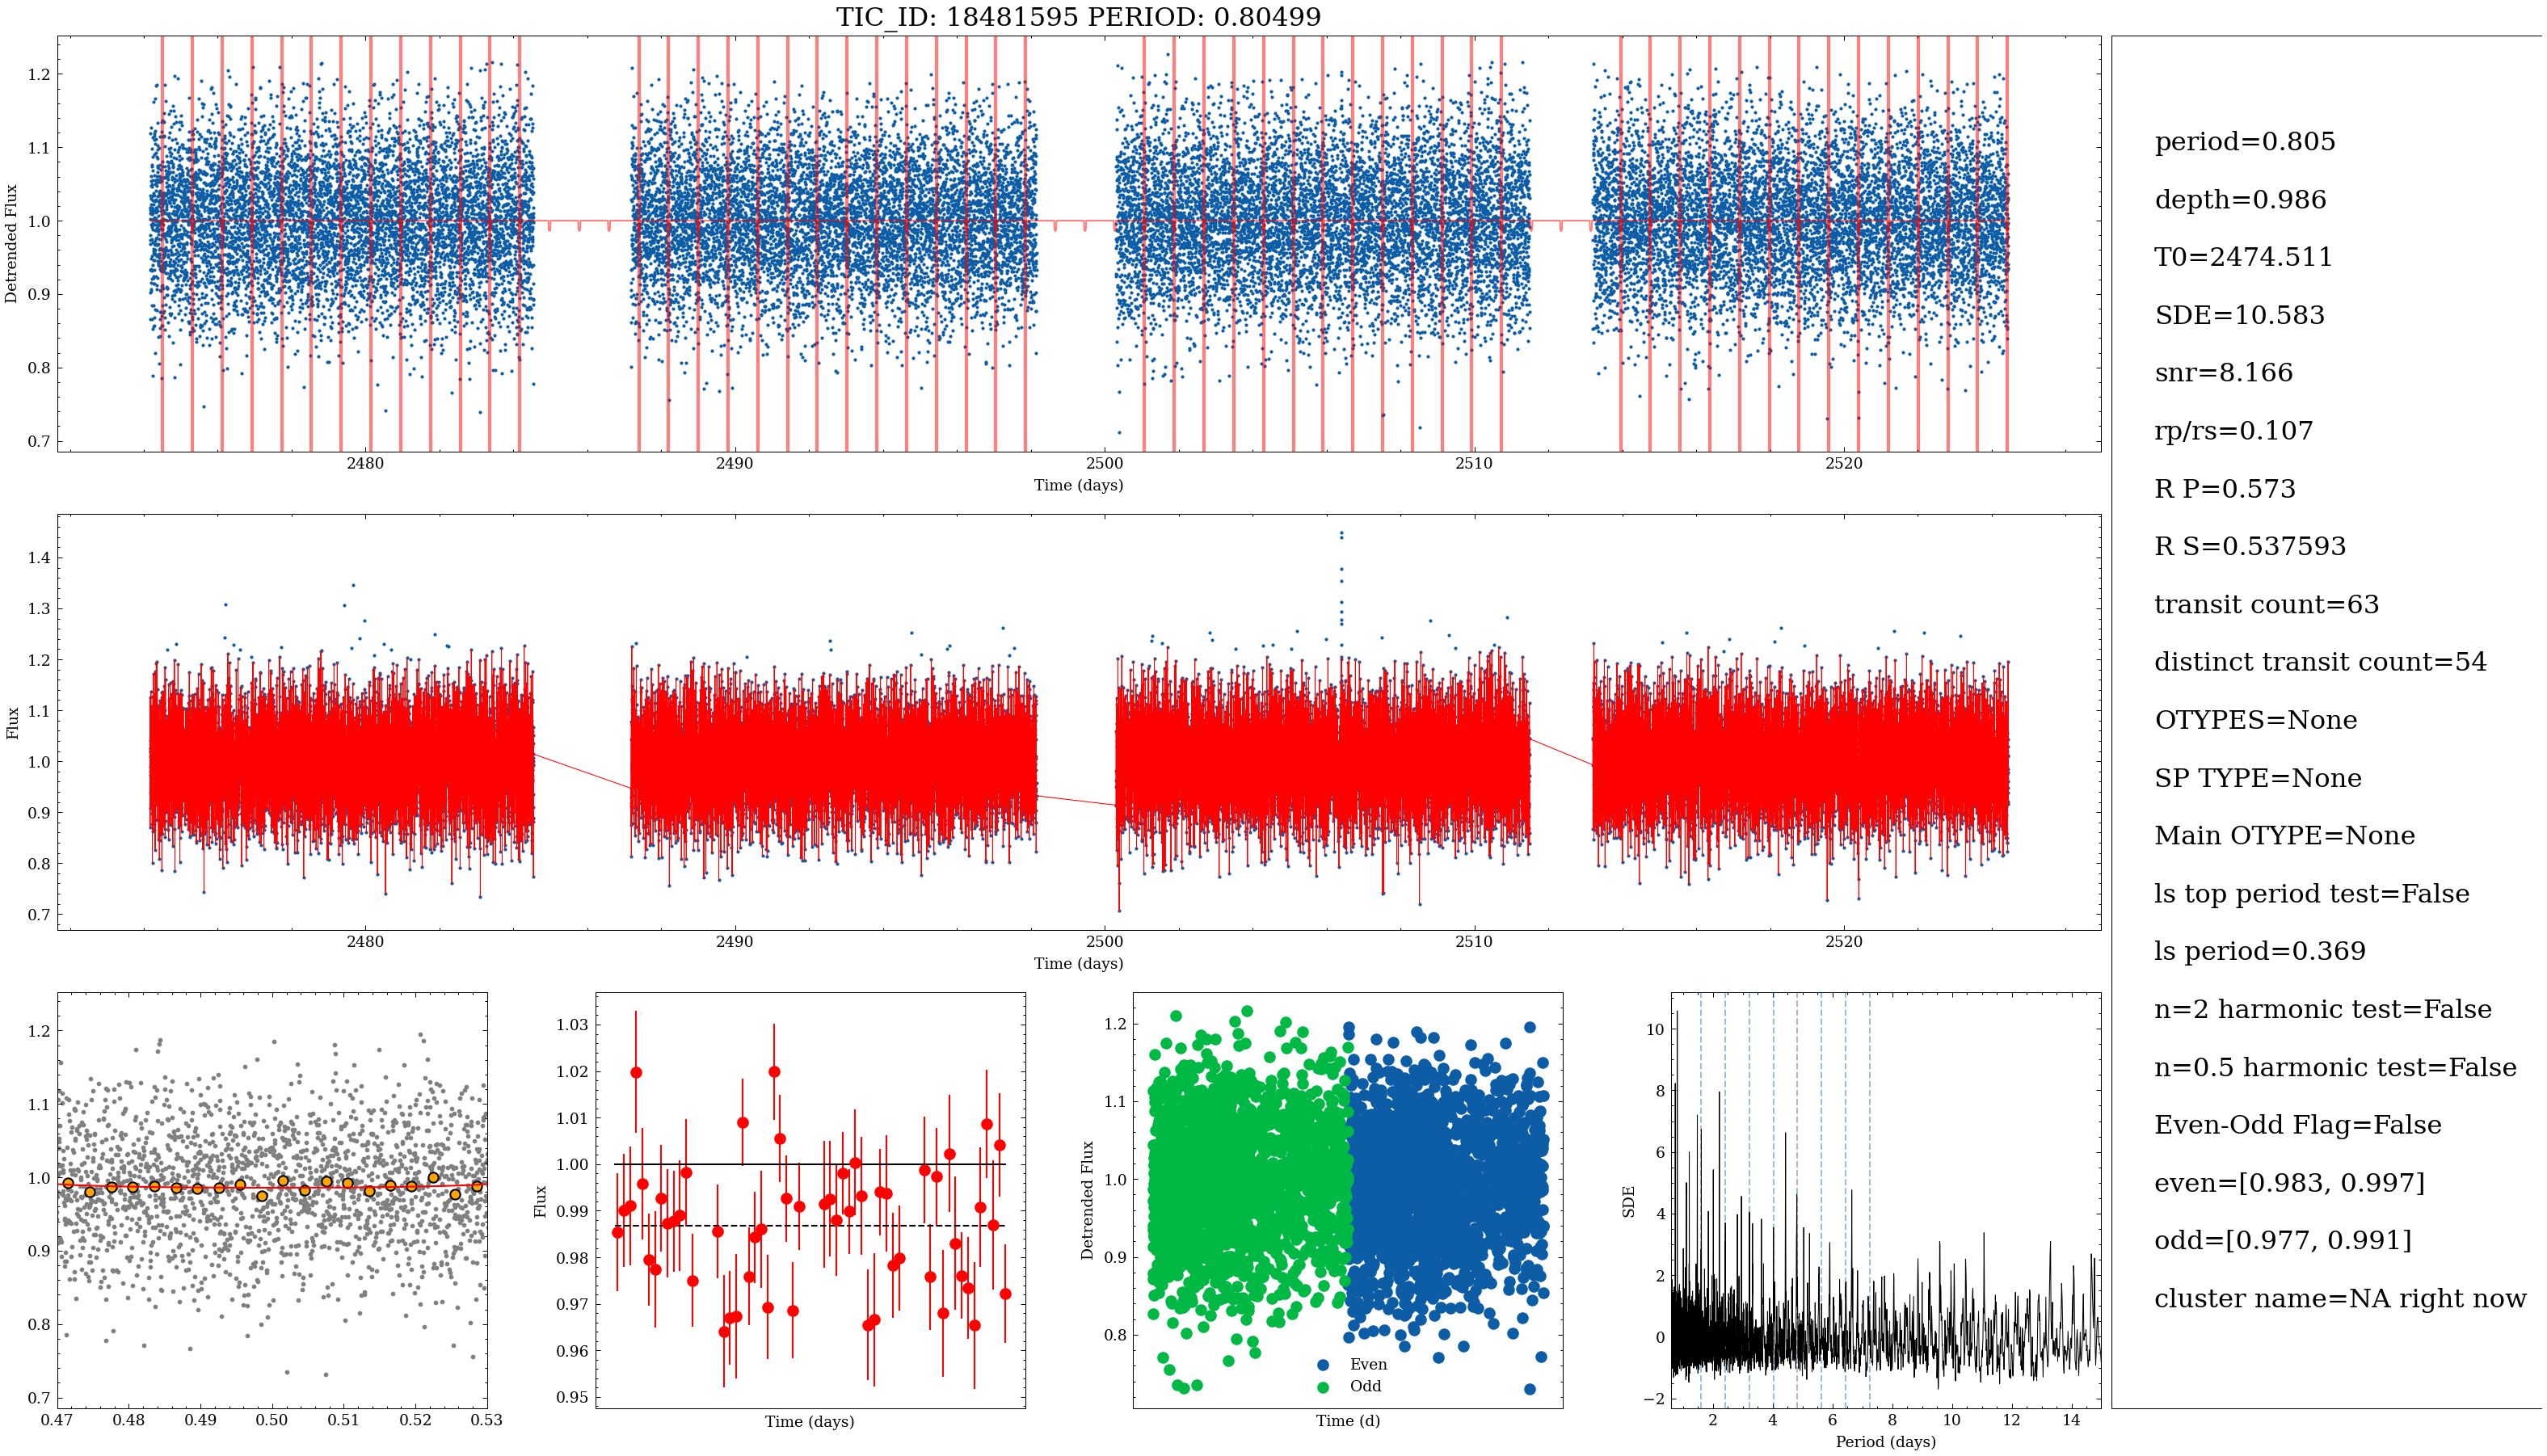 TIC_ID: 18481595 PERIOD: 0.80499
1.2
1.1
1.0
0.9
0.8
0.7
Detrended Flux
2480
2490
2500
2510
2520
Time (days)
1.4
1.3
1.2
1.1
1.0
0.9
0.8
0.7
Flux
2480
2490
2500
2510
2520
Time (days)
1.2
1.1
1.0
0.9
0.8
0.7
0.47
0.48
0.49
0.50
0.51
0.52
0.53
1.03
1.02
1.01
1.00
0.99
0.98
0.97
0.96
0.95
Flux
Time (days)
1.2
1.1
1.0
0.9
0.8
Detrended Flux
Even
Odd
Time (d)
10
8
6
4
2
0
−2
SDE
2
4
6
8
10
12
14
Period (days)
period=0.805
depth=0.986
T0=2474.511
SDE=10.583
snr=8.166
rp/rs=0.107
R P=0.573
R S=0.537593
transit count=63
distinct transit count=54
OTYPES=None
SP TYPE=None
Main OTYPE=None
ls top period test=False
ls period=0.369
n=2 harmonic test=False
n=0.5 harmonic test=False
Even-Odd Flag=False
even=[0.983, 0.997]
odd=[0.977, 0.991]
cluster name=NA right now